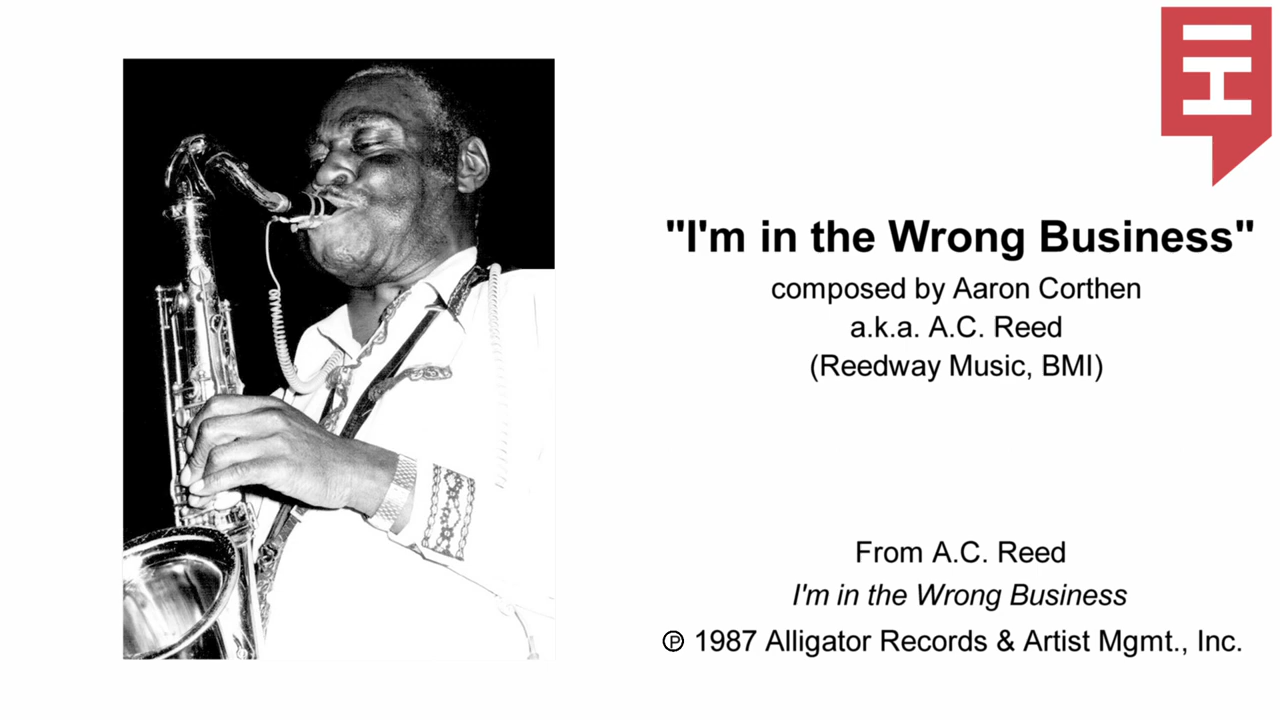 "I'm in the Wrong Business"
composed by Aaron Corthen
a.k.a. A.C. Reed
(Reedway Music, BMI)
From A.C. Reed
I'm in the Wrong Business
℗ 1987 Alligator Records & Artist Mgmt., Inc.